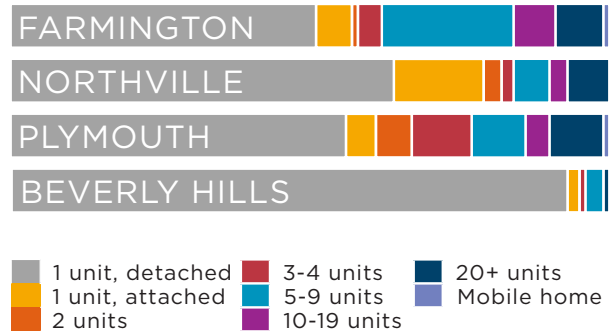 FARMINGTON
NORTHVILLE
PLYMOUTH
BEVERLY HILLS
1 unit, detached
1 unit, attached
2 units
3-4 units
5-9 units
10-19 units
20+ units
Mobile home